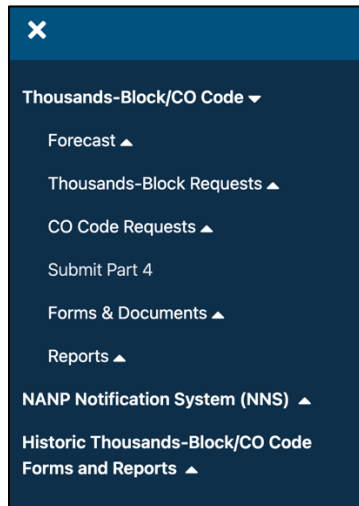 Thousands-Block/CO Code
Forecast
Thousands-Block Requests
CO Code Requests
Submit Part 4
Forms & Documents
Reports
NANP Notification System (NNS)
Historic Thousands-Block/CO Code
Forms and Reports